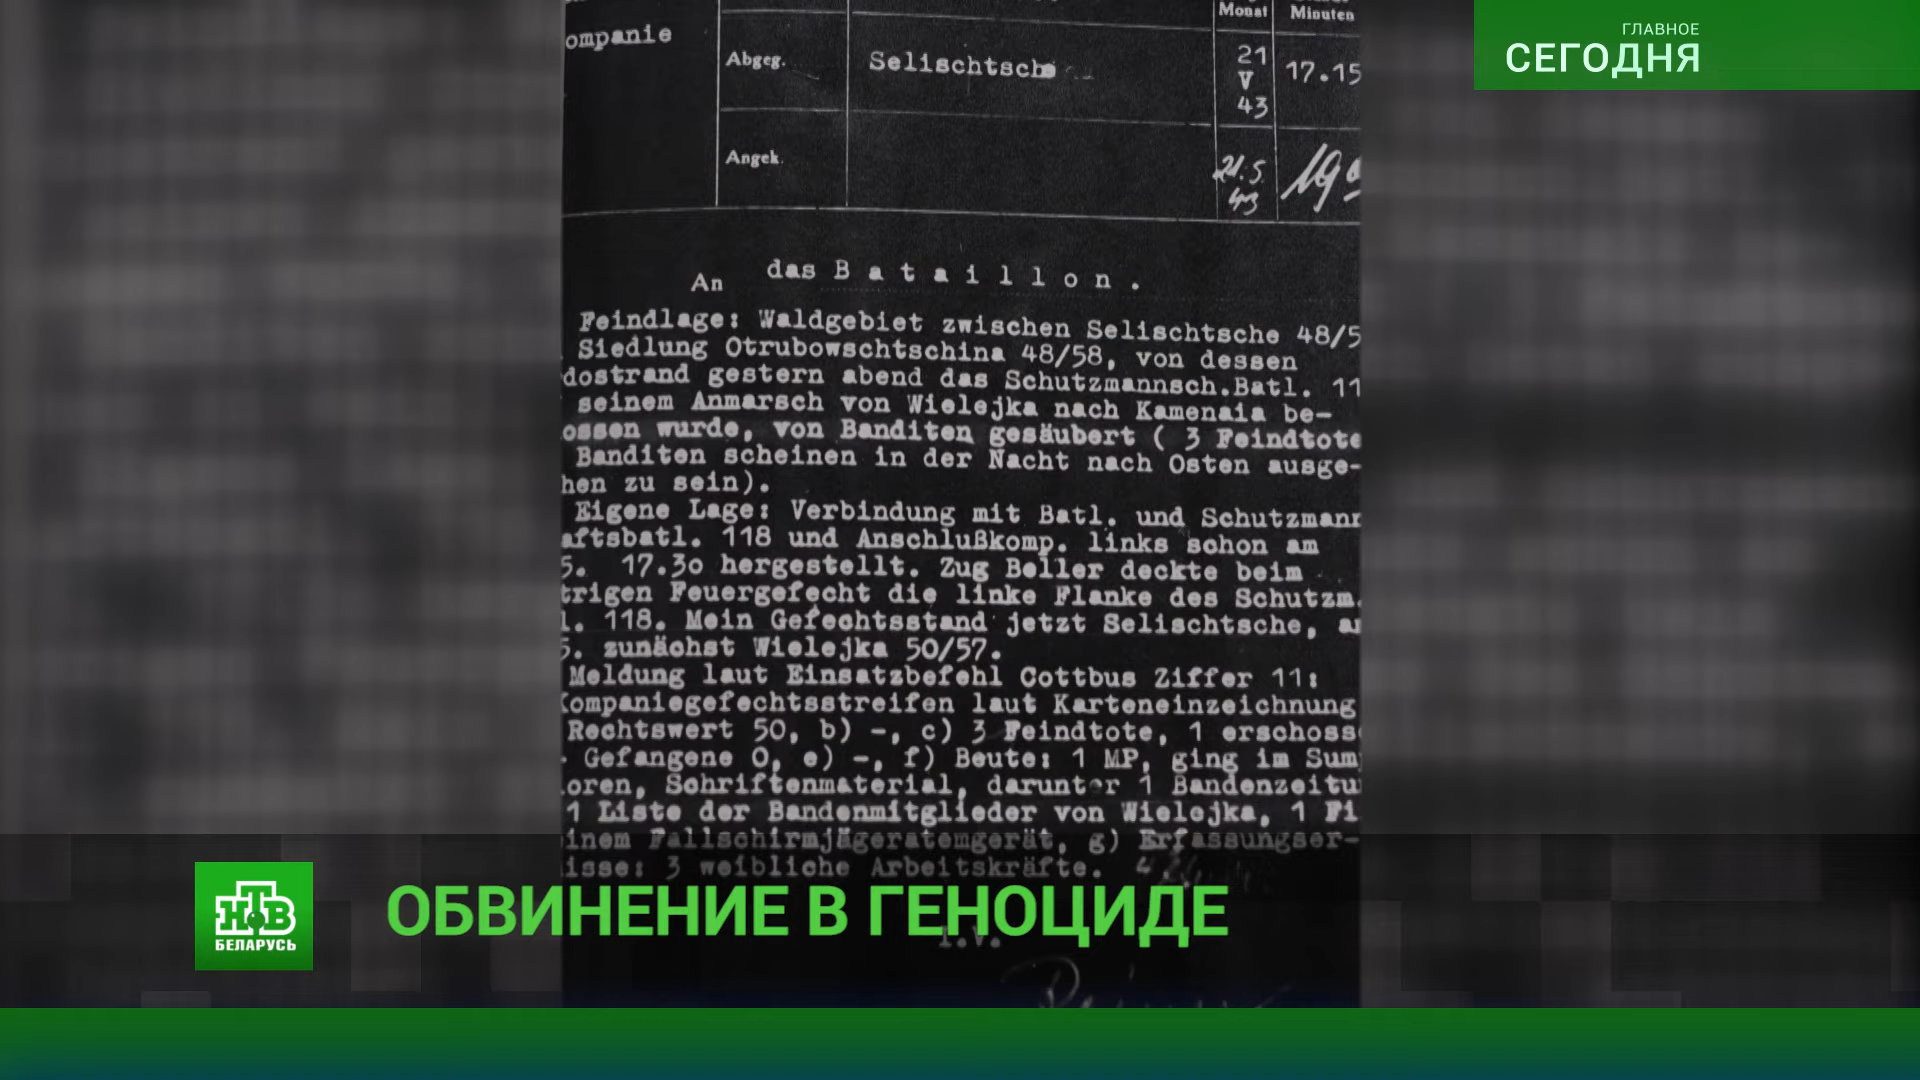 Monat
Minuten
ГЛАВНОЕ
СЕГОДНЯ
ompanie
Abgeg.
Selischtsche
21
V
43
17.15
Angek.
21.5.
43
An das Bataillon.
Feindlage: Waldgebiet zwischen Selischtsche 48/5
Siedlung Otrubowschtschina 48/58, von dessen
dostrand gestern abend das Schutzmannsch.Batl. 11
seinem Anmarsch von Wielejka nach Kamenaia be-
ossen wurde, von Banditen gesäubert ( 3 Feindtote
Banditen scheinen in der Nacht nach Osten ausge-
hen zu sein).
Eigene Lage: Verbindung mit Batl. und Schutzmann
aftsbatl. 118 und Anschlußkomp. links schon am
5. 17.3o hergestellt. Zug Beller deckte beim
trigen Feuergefecht die linke Flanke des Schutzm.
l. 118. Mein Gefechtsstand jetzt Selischtsche, an
5. zunächst Wielejka 50/57.
Meldung laut Einsatzbefehl Cottbus Ziffer 11:
Kompaniegefechtsstreifen laut Karteneinzeichnung
Rechtswert 50, b) -, c) 3 Feindtote, 1 erschoss
- Gefangene 0, e) -, f) Beute: 1 MP, ging im Sum
oren, Schriftenmaterial, darunter 1 Bandenzeitu
1 Liste der Bandenmitglieder von Wielejka, 1 Fi
inem Fallschirmjägeratemgerät, g) Erfassungser-
isse: 3 weibliche Arbeitskräfte.
НТВ
БЕЛАРУСЬ
ОБВИНЕНИЕ В ГЕНОЦИДЕ
I.V.